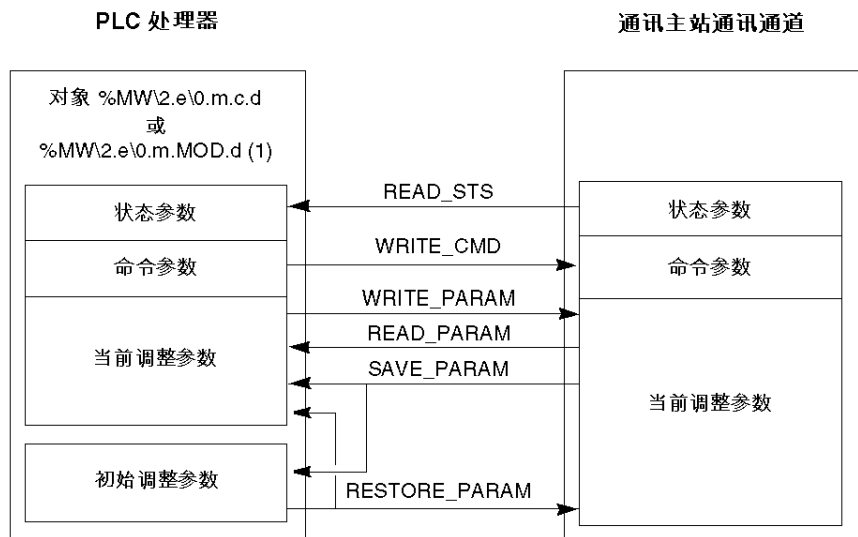 PLC 处理器
通讯主站通讯通道
对象 %MW\2.e\0.m.c.d
或
%MW\2.e\0.m.MOD.d (1)
状态参数
READ_STS
状态参数
命令参数
WRITE_CMD
命令参数
WRITE_PARAM
READ_PARAM
当前调整参数
SAVE_PARAM
当前调整参数
初始调整参数
RESTORE_PARAM